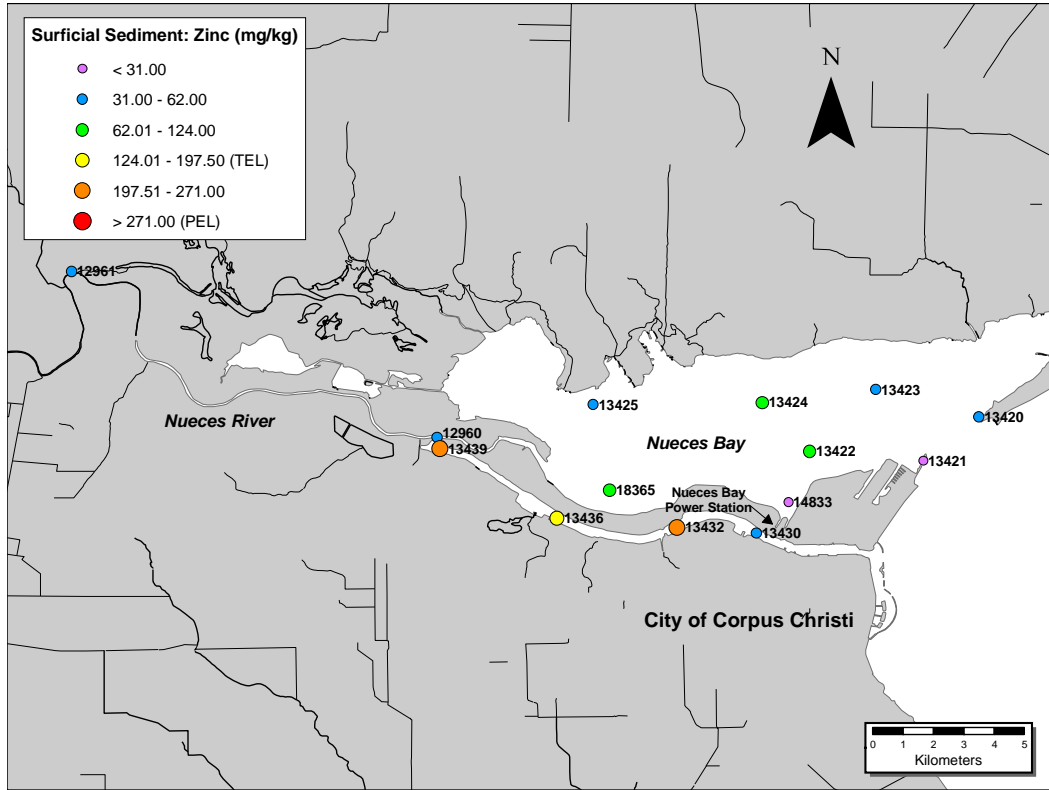 Surficial Sediment: Zinc (mg/kg)
< 31.00
31.00 - 62.00
62.01 - 124.00
124.01 - 197.50 (TEL)
197.51 - 271.00
> 271.00 (PEL)
N
12961
13425
13424
13423
13420
Nueces River
12960
13439
Nueces Bay
13422
13421
18365
Nueces Bay
Power Station
14833
13436
13432
13430
City of Corpus Christi
0 1 2 3 4 5
Kilometers